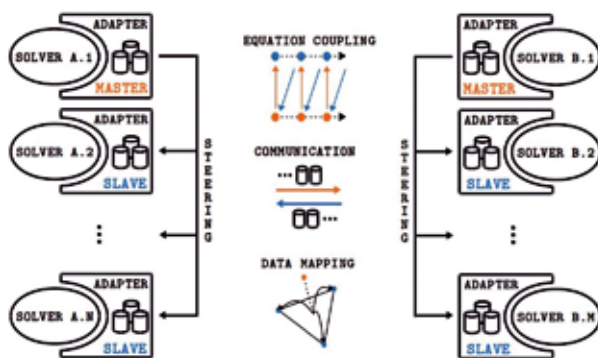 ADAPTER
SOLVER A.1
MASTER
ADAPTER
SOLVER A.2
SLAVE
ADAPTER
SOLVER A.N
SLAVE
STEERING
EQUATION COUPLING
COMMUNICATION
DATA MAPPING
STEERING
ADAPTER
SOLVER B.1
MASTER
ADAPTER
SOLVER B.2
SLAVE
ADAPTER
SOLVER B.M
SLAVE